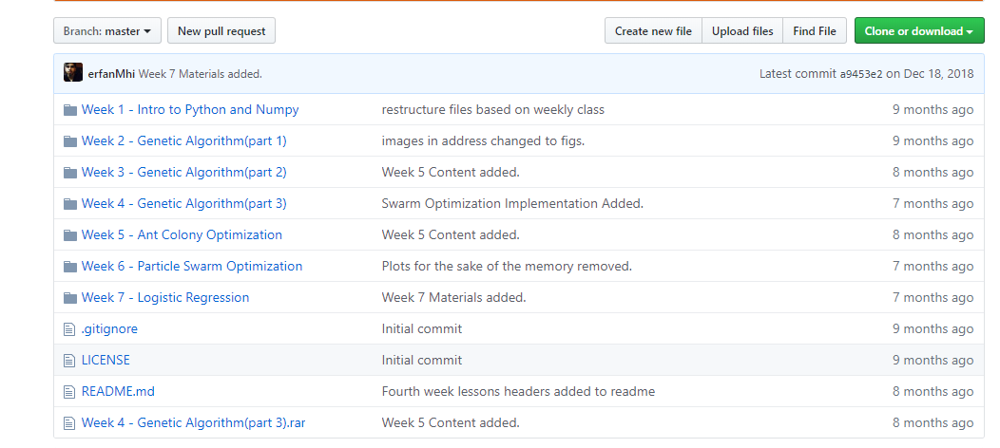 Branch: master New pull request Create new file Upload files Find File Clone or download
erfanMhi Week 7 Materials added. Latest commit a9453e2 on Dec 18, 2018
Week 1 - Intro to Python and Numpy restructure files based on weekly class 9 months ago
Week 2 - Genetic Algorithm(part 1) images in address changed to figs. 9 months ago
Week 3 - Genetic Algorithm(part 2) Week 5 Content added. 8 months ago
Week 4 - Genetic Algorithm(part 3) Swarm Optimization Implementation Added. 7 months ago
Week 5 - Ant Colony Optimization Week 5 Content added. 8 months ago
Week 6 - Particle Swarm Optimization Plots for the sake of the memory removed. 7 months ago
Week 7 - Logistic Regression Week 7 Materials added. 7 months ago
.gitignore Initial commit 9 months ago
LICENSE Initial commit 9 months ago
README.md Fourth week lessons headers added to readme 8 months ago
Week 4 - Genetic Algorithm(part 3).rar Week 5 Content added. 8 months ago